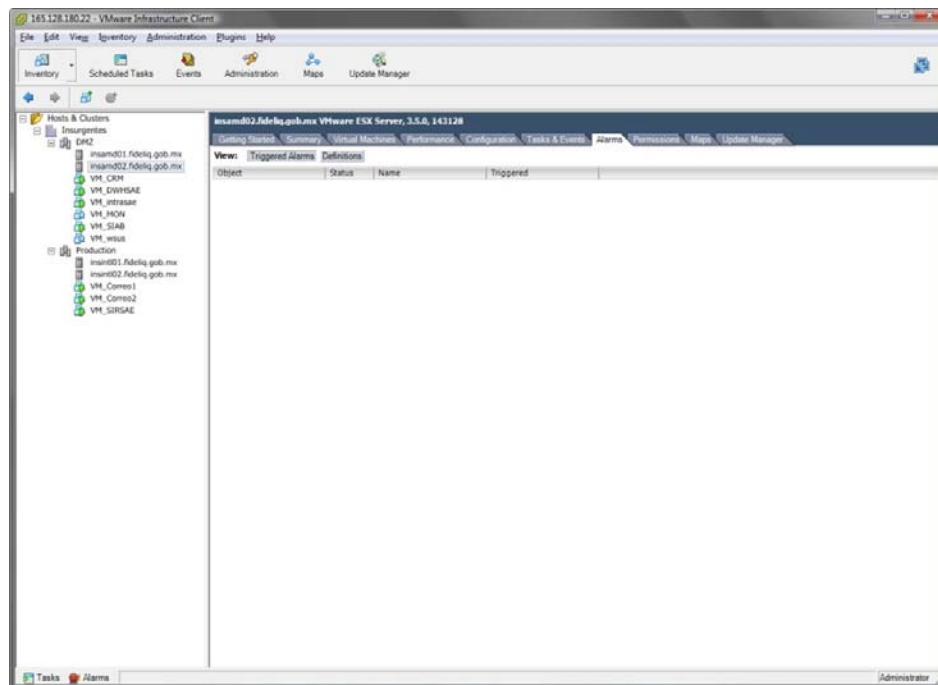 165.128.180.22 - VMware Infrastructure Client
File Edit View Inventory Administration Plugins Help
Inventory Scheduled Tasks Events Administration Maps Update Manager
Hosts & Clusters
Insurgentes
DMZ
insamd01.fideliq.gob.mx
insamd02.fideliq.gob.mx
VM_CRM
VM_DWHSAE
VM_intrasae
VM_MON
VM_SIAB
VM_wsus
Production
insintl01.fideliq.gob.mx
insintl02.fideliq.gob.mx
VM_Correo1
VM_Correo2
VM_SIRSAE
insamd02.fideliq.gob.mx VMware ESX Server, 3.5.0, 143128
Getting Started Summary Virtual Machines Performance Configuration Tasks & Events Alarms Permissions Maps Update Manager
View: Triggered Alarms Definitions
Object Status Name Triggered
Tasks Alarms Administrator